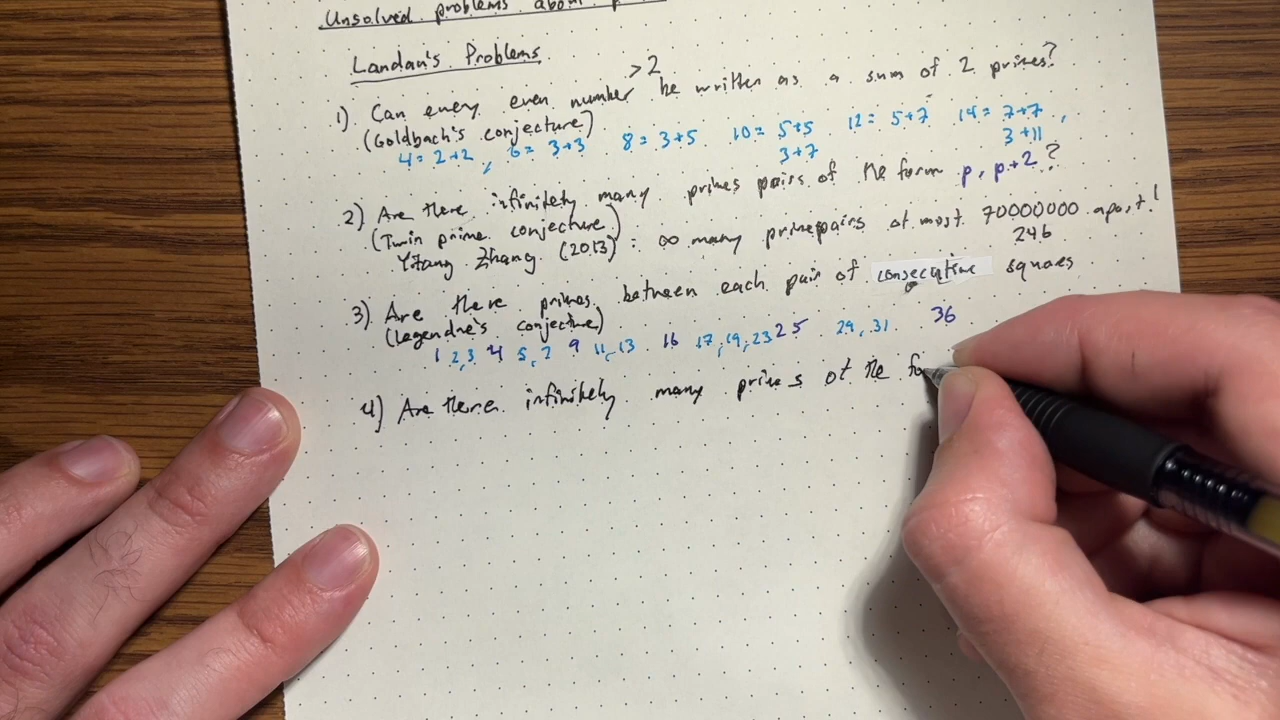 Unsolved problems about
Landau's Problems
>2
1) Can every even number be written as a sum of 2 primes?
(Goldbach's conjecture)
4= 2+2, 6= 3+3 8 = 3+5 10= 5+5 12= 5+7 14= 7+7,
3+7 3+11
2) Are there infinitely many primes pairs of the form p, p+2?
(Twin prime conjecture)
Yitang Zhang (2013): ∞ many primepairs at most 70000000 apart!
246
3) Are there primes between each pair of consecutive squares
(Legendre's conjecture)
1 2,3 4 5,7 9 11,13 16 17,19,23 25 29,31 36
4) Are there infinitely many primes of the fo